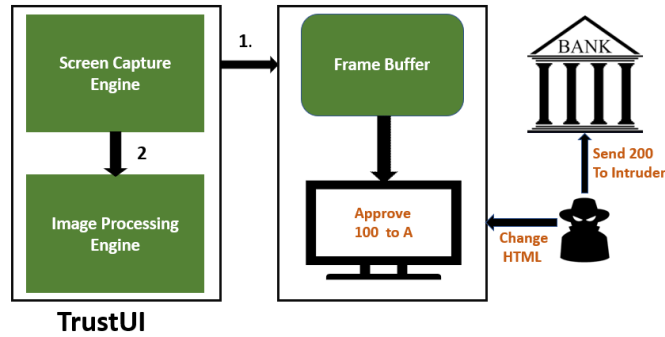 Screen Capture
Engine
1.
Frame Buffer
BANK
2
Send 200
To Intruder
Image Processing
Engine
Approve
100 to A
Change
HTML
TrustUI